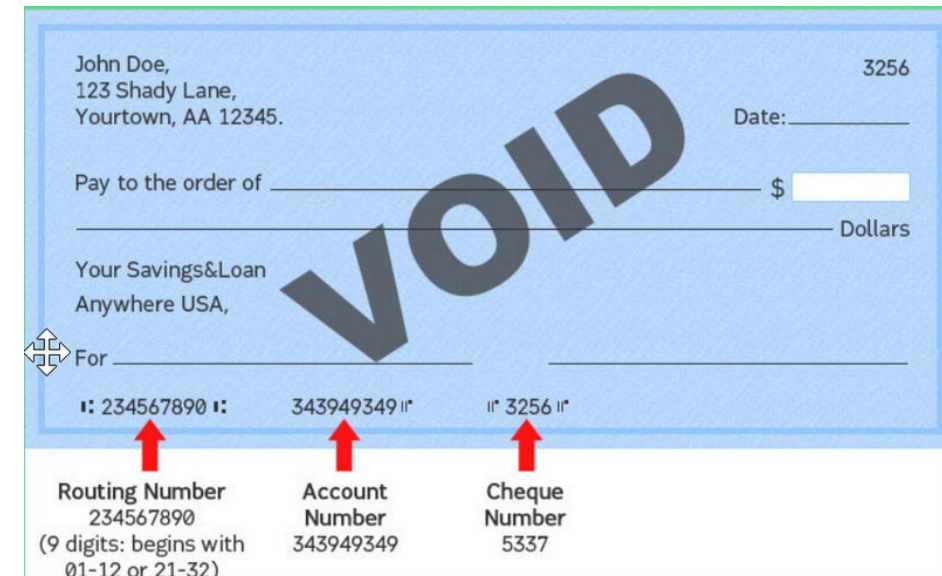 John Doe,
3256
123 Shady Lane,
Yourtown, AA 12345.
Date:
VOID
Pay to the order of
$
Dollars
Your Savings&Loan
Anywhere USA,
For
⑆ 234567890 ⑆ 343949349 ⑈ ⑈ 3256 ⑈
Routing Number
234567890
(9 digits: begins with
01-12 or 21-32)
Account
Number
343949349
Cheque
Number
5337